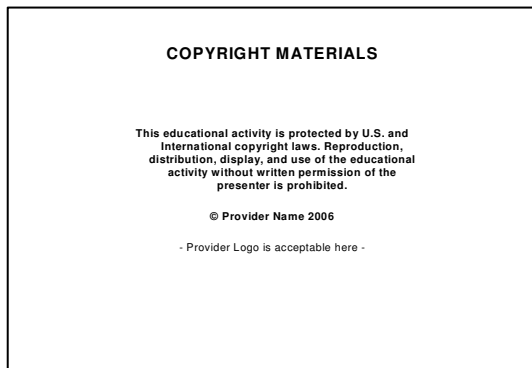 COPYRIGHT MATERIALS
This educational activity is protected by U.S. and
International copyright laws. Reproduction,
distribution, display, and use of the educational
activity without written permission of the
presenter is prohibited.
© Provider Name 2006
- Provider Logo is acceptable here -